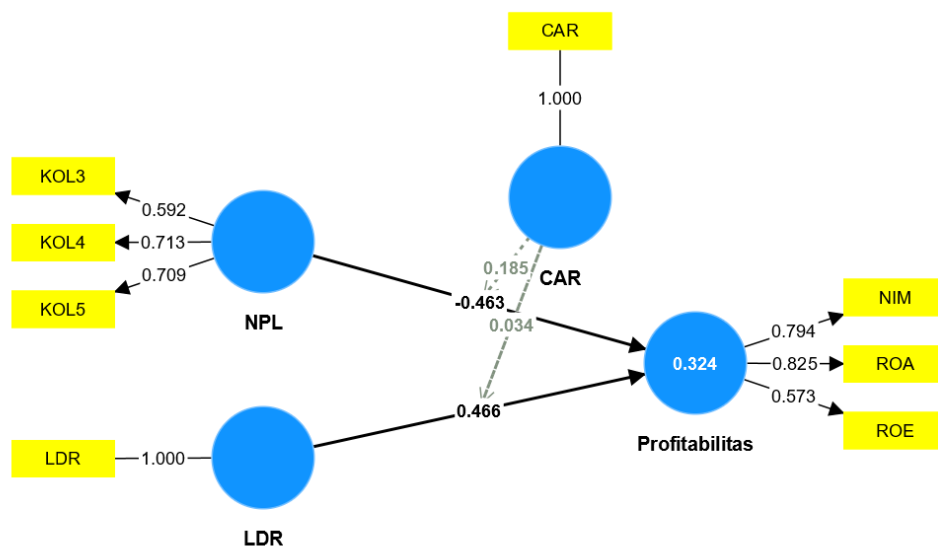 CAR
1.000
CAR
KOL3
KOL4
KOL5
0.592
0.713
0.709
NPL
0.185
-0.463
0.034
0.466
LDR
1.000
LDR
0.324
Profitabilitas
0.794
0.825
0.573
NIM
ROA
ROE